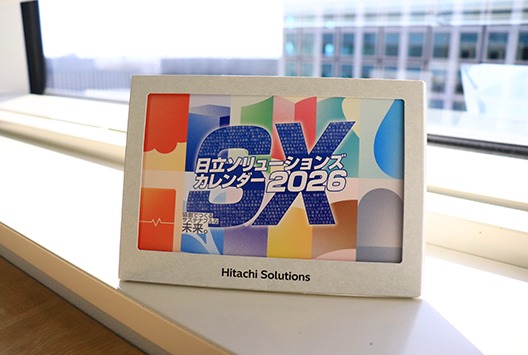 SX
日立ソリューションズ
カレンダー2026
未来。
Hitachi Solutions